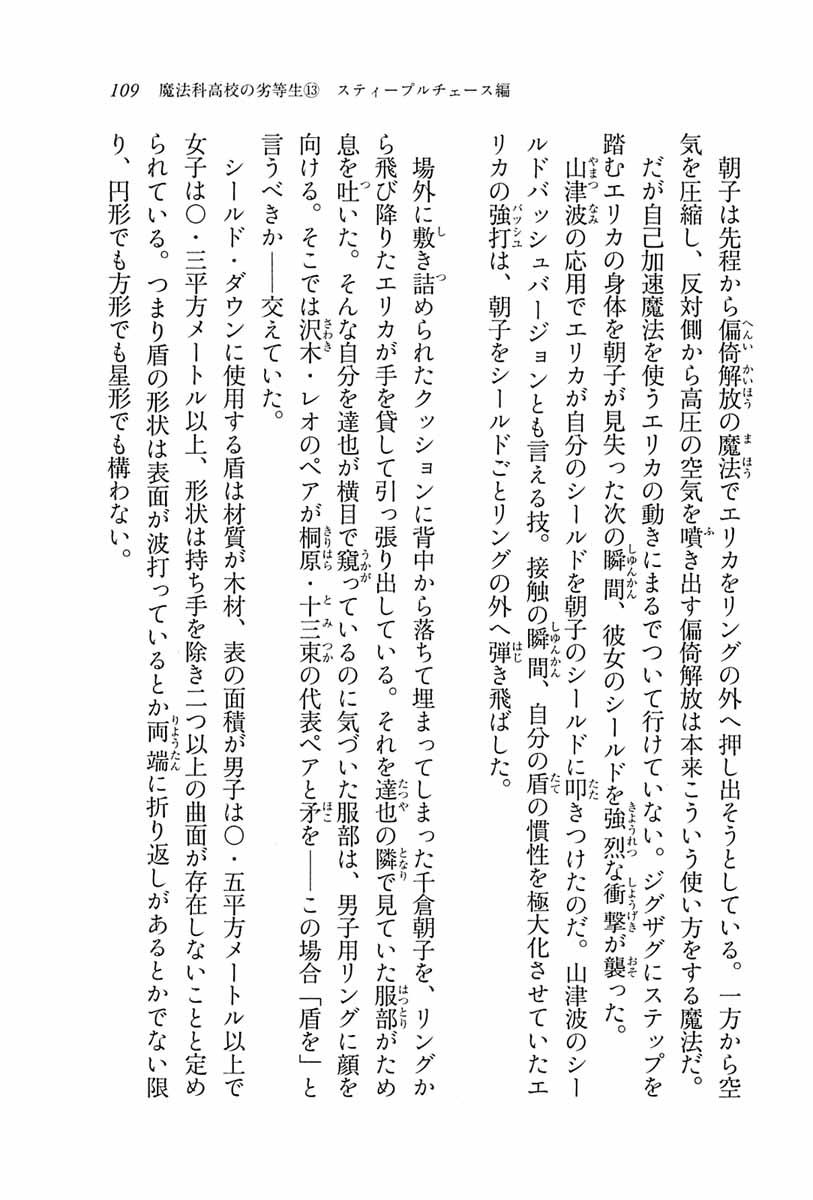 109 魔法科高校の劣等生⑬ スティープルチェース編
朝子は先程から偏倚解放の魔法でエリカをリングの外へ押し出そうとしている。一方から空
気を圧縮し、反対側から高圧の空気を噴き出す偏倚解放は本来こういう使い方をする魔法だ。
だが自己加速魔法を使うエリカの動きにまるでついて行けていない。ジグザグにステップを
踏むエリカの身体を朝子が見失った次の瞬間、彼女のシールドを強烈な衝撃が襲った。
山津波の応用でエリカが自分のシールドを朝子のシールドに叩きつけたのだ。山津波のシー
ルドバッシュバージョンとも言える技。接触の瞬間、自分の盾の慣性を極大化させていたエ
リカの強打は、朝子をシールドごとリングの外へ弾き飛ばした。
場外に敷き詰められたクッションに背中から落ちて埋まってしまった千倉朝子を、リングか
ら飛び降りたエリカが手を貸して引っ張り出している。それを達也の隣で見ていた服部がため
息を吐いた。そんな自分を達也が横目で窺っているのに気づいた服部は、男子用リングに顔を
向ける。そこでは沢木・レオのペアが桐原・十三束の代表ペアと矛を――この場合「盾を」と
言うべきか――交えていた。
シールド・ダウンに使用する盾は材質が木材、表の面積が男子は〇・五平方メートル以上で
女子は〇・三平方メートル以上、形状は持ち手を除き二つ以上の曲面が存在しないことと定め
られている。つまり盾の形状は表面が波打っているとか両端に折り返しがあるとかでない限
り、円形でも方形でも星形でも構わない。